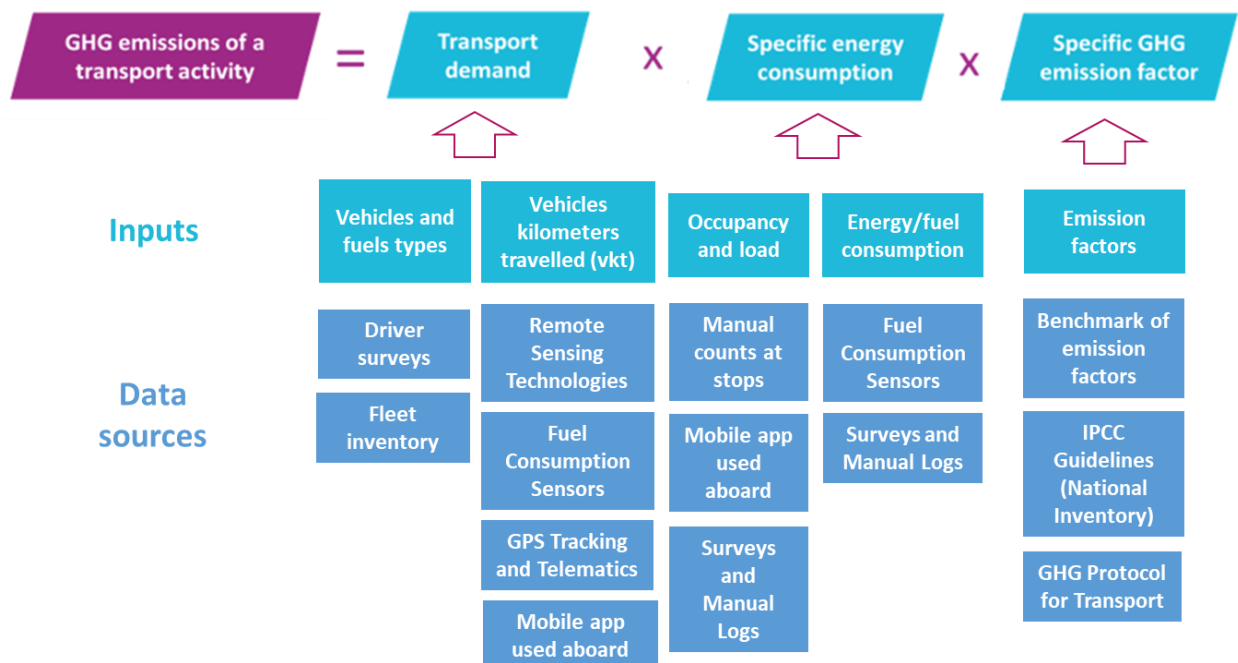 GHG emissions of a
transport activity
=
Transport
demand
x
Specific energy
consumption
x
Specific GHG
emission factor
Inputs
Vehicles and
fuels types
Vehicles
kilometers
travelled (vkt)
Occupancy
and load
Energy/fuel
consumption
Emission
factors
Data
sources
Driver
surveys
Fleet
inventory
Remote
Sensing
Technologies
Fuel
Consumption
Sensors
GPS Tracking
and Telematics
Mobile app
used aboard
Manual
counts at
stops
Mobile app
used
aboard
Surveys
and
Manual
Logs
Fuel
Consumption
Sensors
Surveys and
Manual Logs
Benchmark of
emission
factors
IPCC
Guidelines
(National
Inventory)
GHG Protocol
for Transport